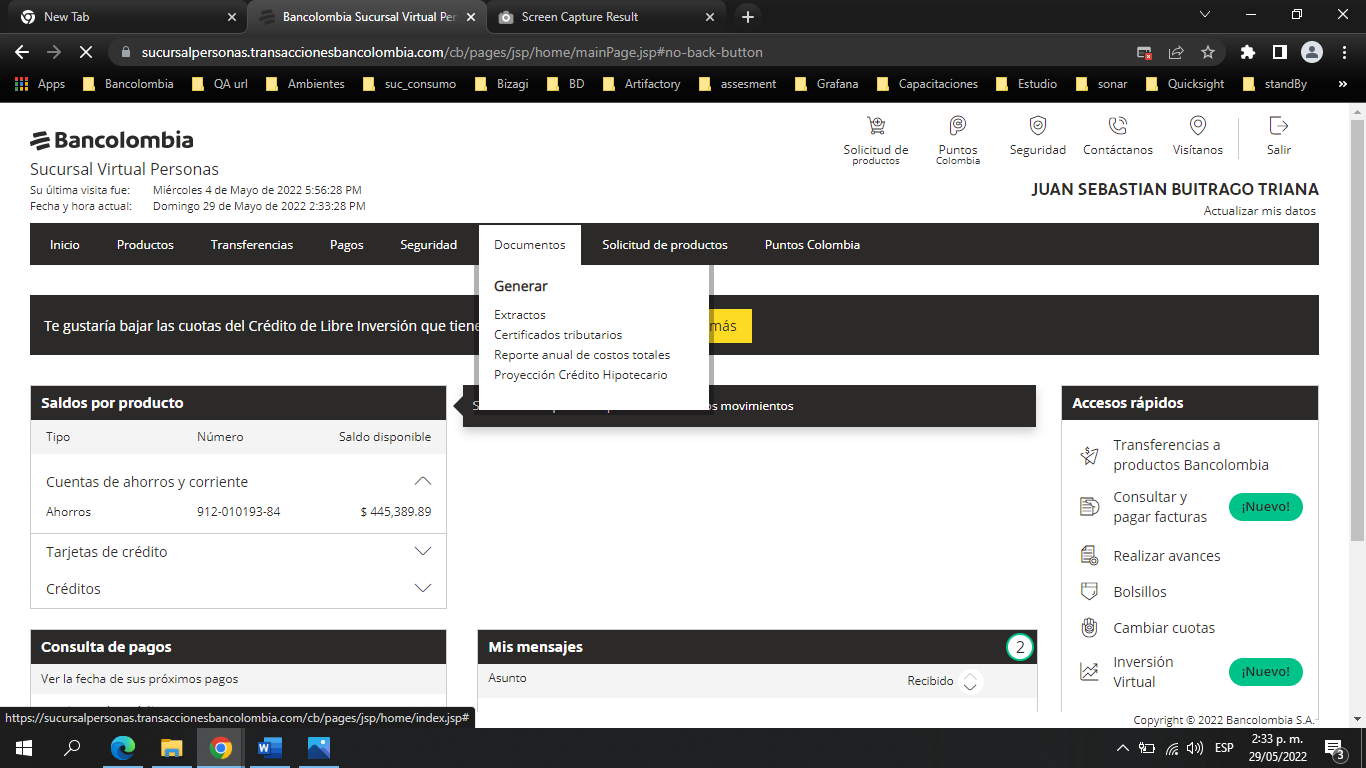 New Tab
Bancolombia Sucursal Virtual Per
Screen Capture Result
sucursalpersonas.transaccionesbancolombia.com/cb/pages/jsp/home/mainPage.jsp#no-back-button
Apps Bancolombia QA url Ambientes suc_consumo Bizagi BD Artifactory assesment Grafana Capacitaciones Estudio sonar Quicksight standBy »
Bancolombia
Sucursal Virtual Personas
Su última visita fue: Miércoles 4 de Mayo de 2022 5:56:28 PM
Fecha y hora actual: Domingo 29 de Mayo de 2022 2:33:28 PM
Solicitud de productos
Puntos Colombia
Seguridad
Contáctanos
Visítanos
Salir
JUAN SEBASTIAN BUITRAGO TRIANA
Actualizar mis datos
Inicio Productos Transferencias Pagos Seguridad Documentos Solicitud de productos Puntos Colombia
Generar
Extractos
Certificados tributarios
Reporte anual de costos totales
Proyección Crédito Hipotecario
Te gustaría bajar las cuotas del Crédito de Libre Inversión que tiene
más
Saldos por producto
Tipo Número Saldo disponible
Cuentas de ahorros y corriente
Ahorros 912-010193-84 $ 445,389.89
Tarjetas de crédito
Créditos
os movimientos
Accesos rápidos
Transferencias a
productos Bancolombia
Consultar y
pagar facturas
¡Nuevo!
Realizar avances
Bolsillos
Cambiar cuotas
Inversión
Virtual
¡Nuevo!
Consulta de pagos
Ver la fecha de sus próximos pagos
Mis mensajes 2
Asunto Recibido
https://sucursalpersonas.transaccionesbancolombia.com/cb/pages/jsp/home/index.jsp#
Copyright © 2022 Bancolombia S.A.
ESP
2:33 p. m.
29/05/2022
3